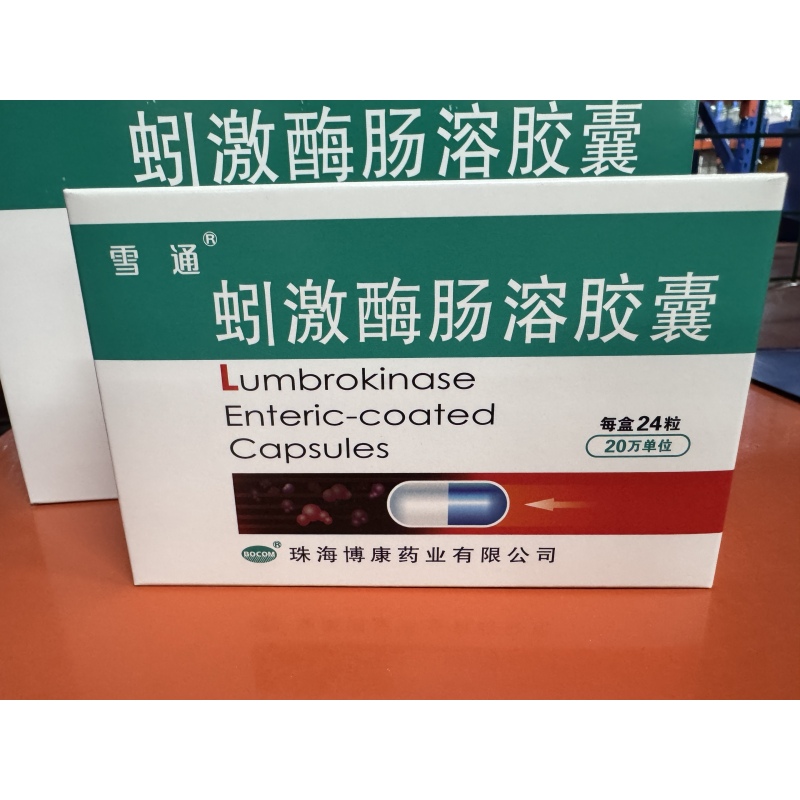 蚓激酶肠溶胶囊
雪通®
蚓激酶肠溶胶囊
Lumbrokinase
Enteric-coated
Capsules
每盒24粒
20万单位
BOCOM® 珠海博康药业有限公司